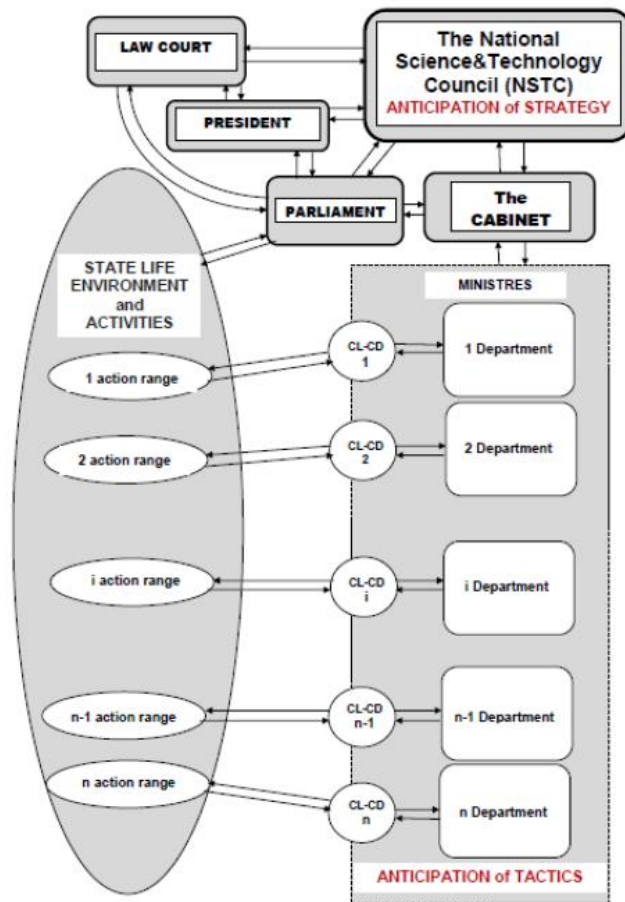 LAW COURT
The National
Science&Technology
Council (NSTC)
ANTICIPATION of STRATEGY
PRESIDENT
PARLIAMENT
The
CABINET
STATE LIFE
ENVIRONMENT
and
ACTIVITIES
MINISTRES
1 action range
CL-CD
1
1 Department
2 action range
CL-CD
2
2 Department
i action range
CL-CD
i
i Department
n-1 action range
CL-CD
n-1
n-1 Department
n action range
CL-CD
n
n Department
ANTICIPATION of TACTICS